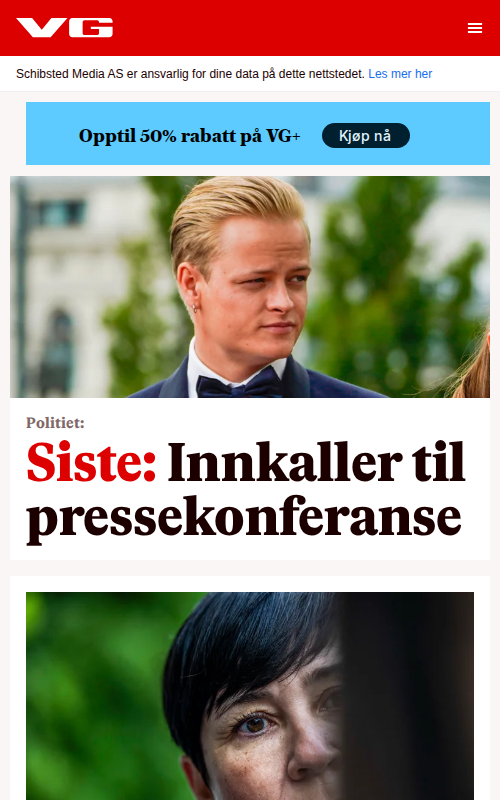 VG
Schibsted Media AS er ansvarlig for dine data på dette nettstedet. Les mer her
Opptil 50% rabatt på VG+
Kjøp nå
Politiet:
Siste: Innkaller til
pressekonferanse